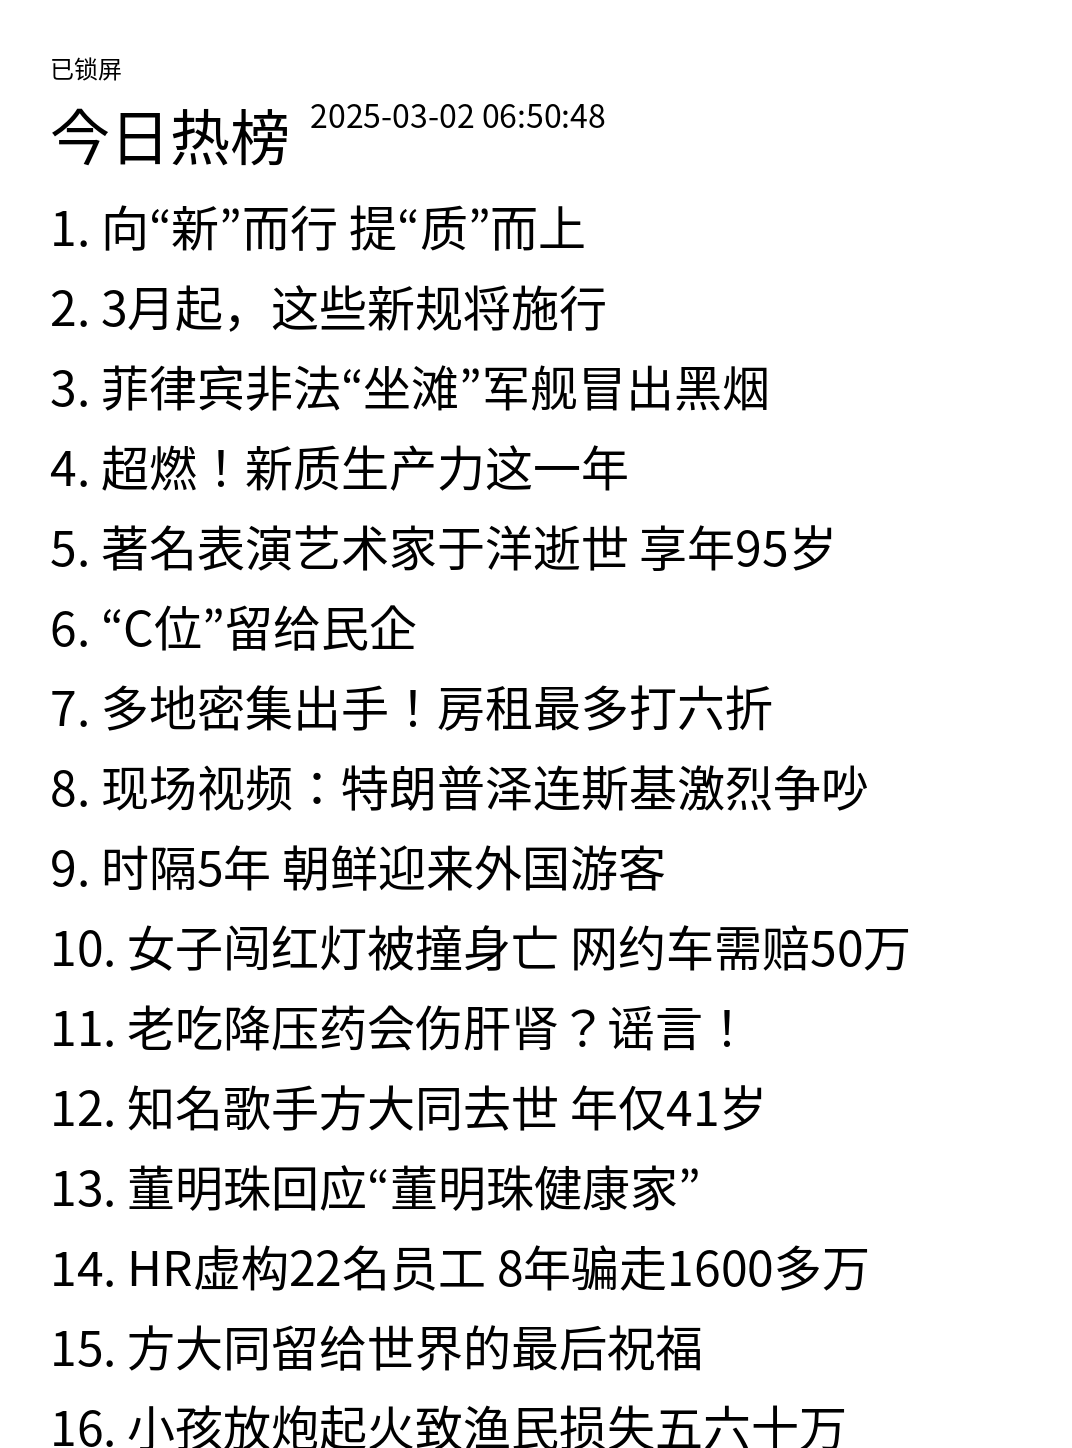 已锁屏
今日热榜 2025-03-02 06:50:48
1. 向“新”而行 提“质”而上
2. 3月起，这些新规将施行
3. 菲律宾非法“坐滩”军舰冒出黑烟
4. 超燃！新质生产力这一年
5. 著名表演艺术家于洋逝世 享年95岁
6. “C位”留给民企
7. 多地密集出手！房租最多打六折
8. 现场视频：特朗普泽连斯基激烈争吵
9. 时隔5年 朝鲜迎来外国游客
10. 女子闯红灯被撞身亡 网约车需赔50万
11. 老吃降压药会伤肝肾？谣言！
12. 知名歌手方大同去世 年仅41岁
13. 董明珠回应“董明珠健康家”
14. HR虚构22名员工 8年骗走1600多万
15. 方大同留给世界的最后祝福
16. 小孩放炮起火致渔民损失五六十万